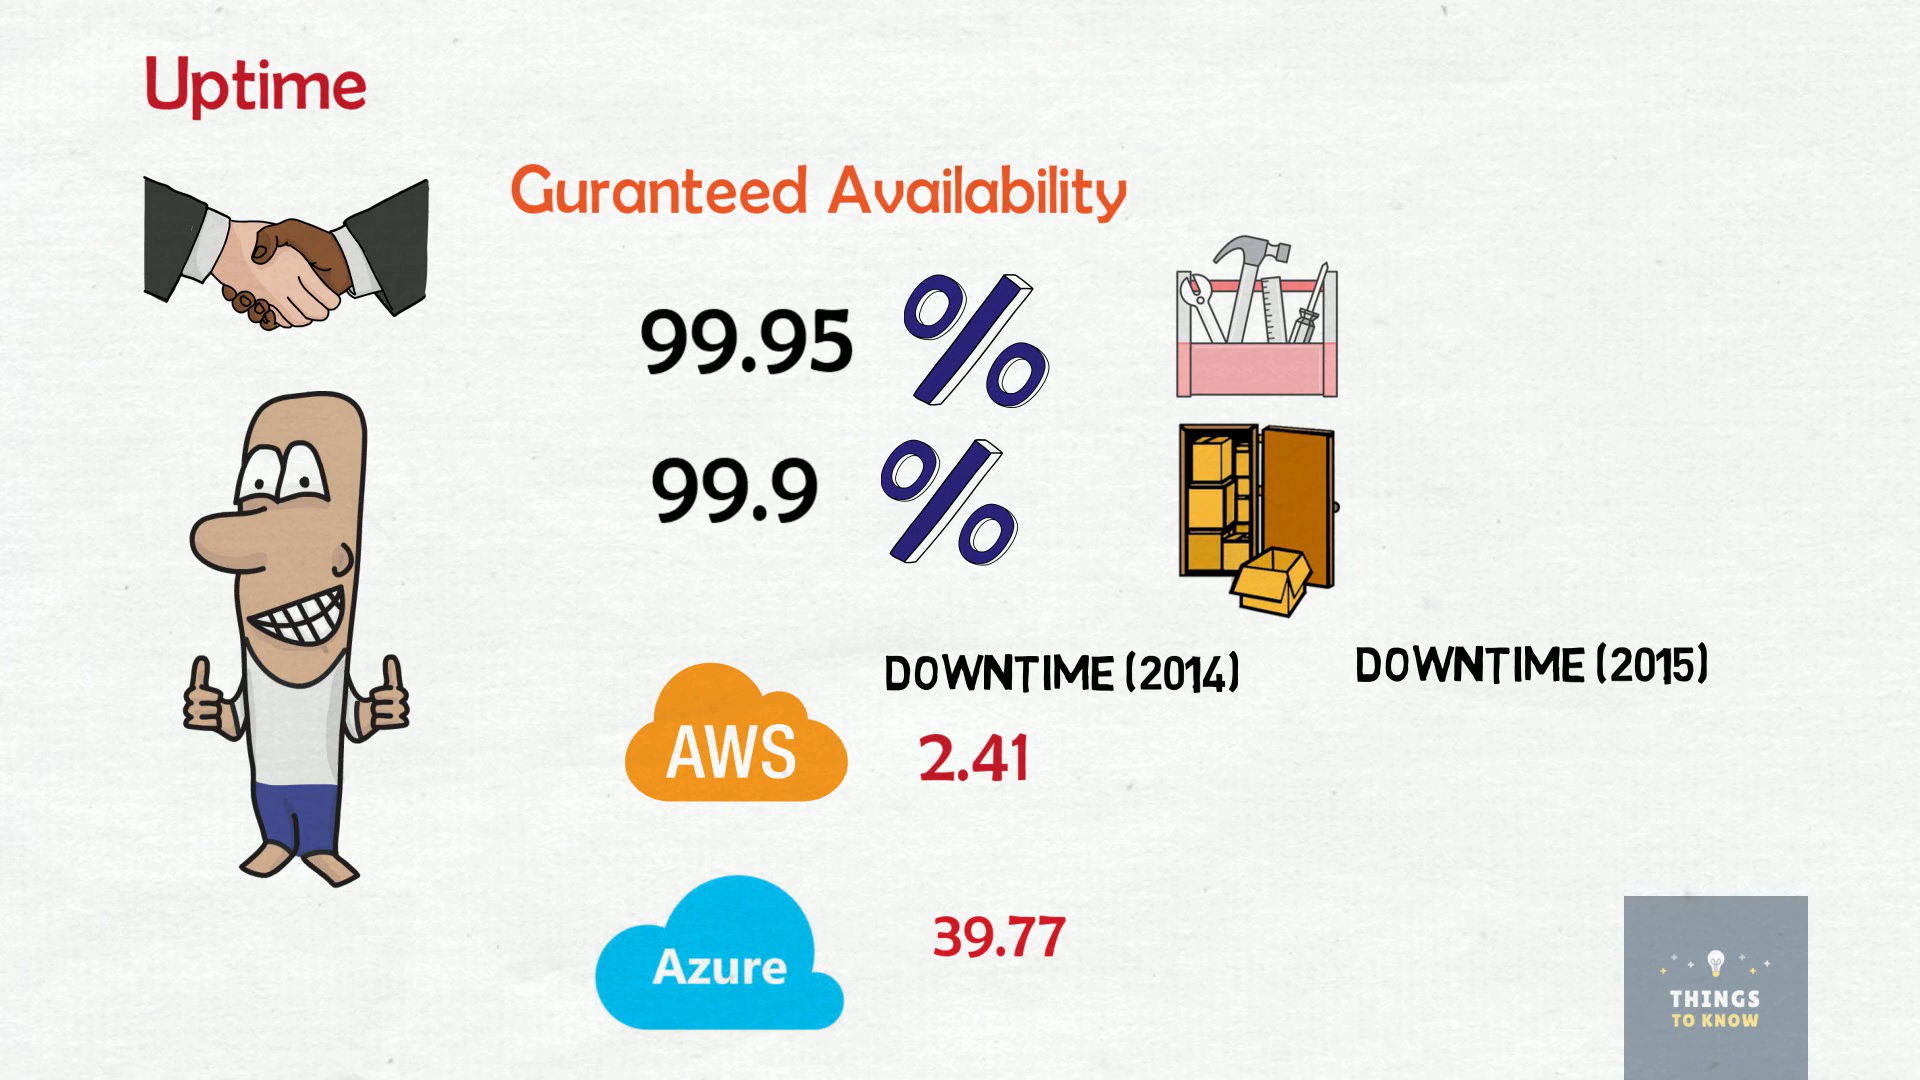 Uptime
Guranteed Availability
99.95 %
99.9 %
DOWNTIME (2014)
DOWNTIME (2015)
AWS
2.41
Azure
39.77
THINGS
TO KNOW